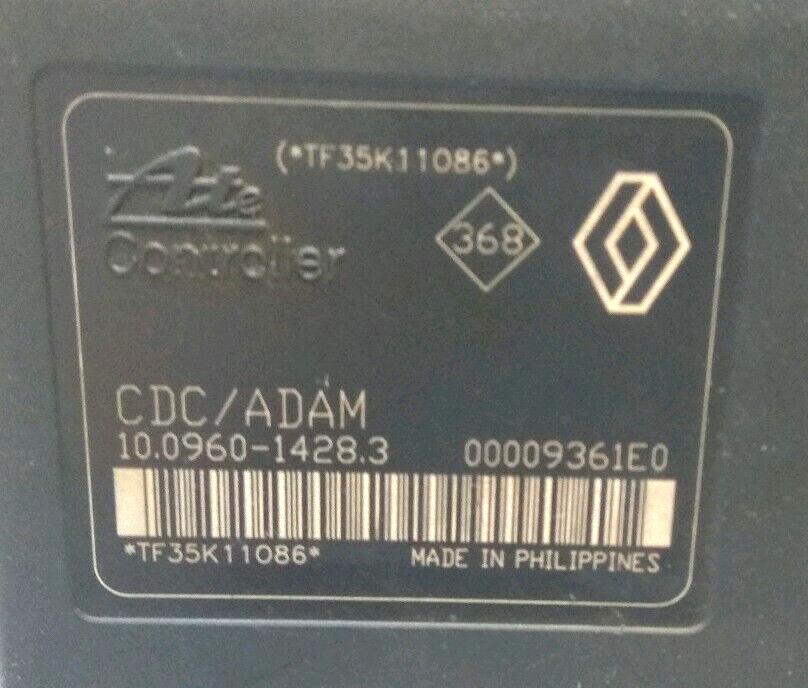 (*TF35K11086*)
Ate
Controller
368
CDC/ADAM
10.0960-1428.3 00009361E0
*TF35K11086* MADE IN PHILIPPINES